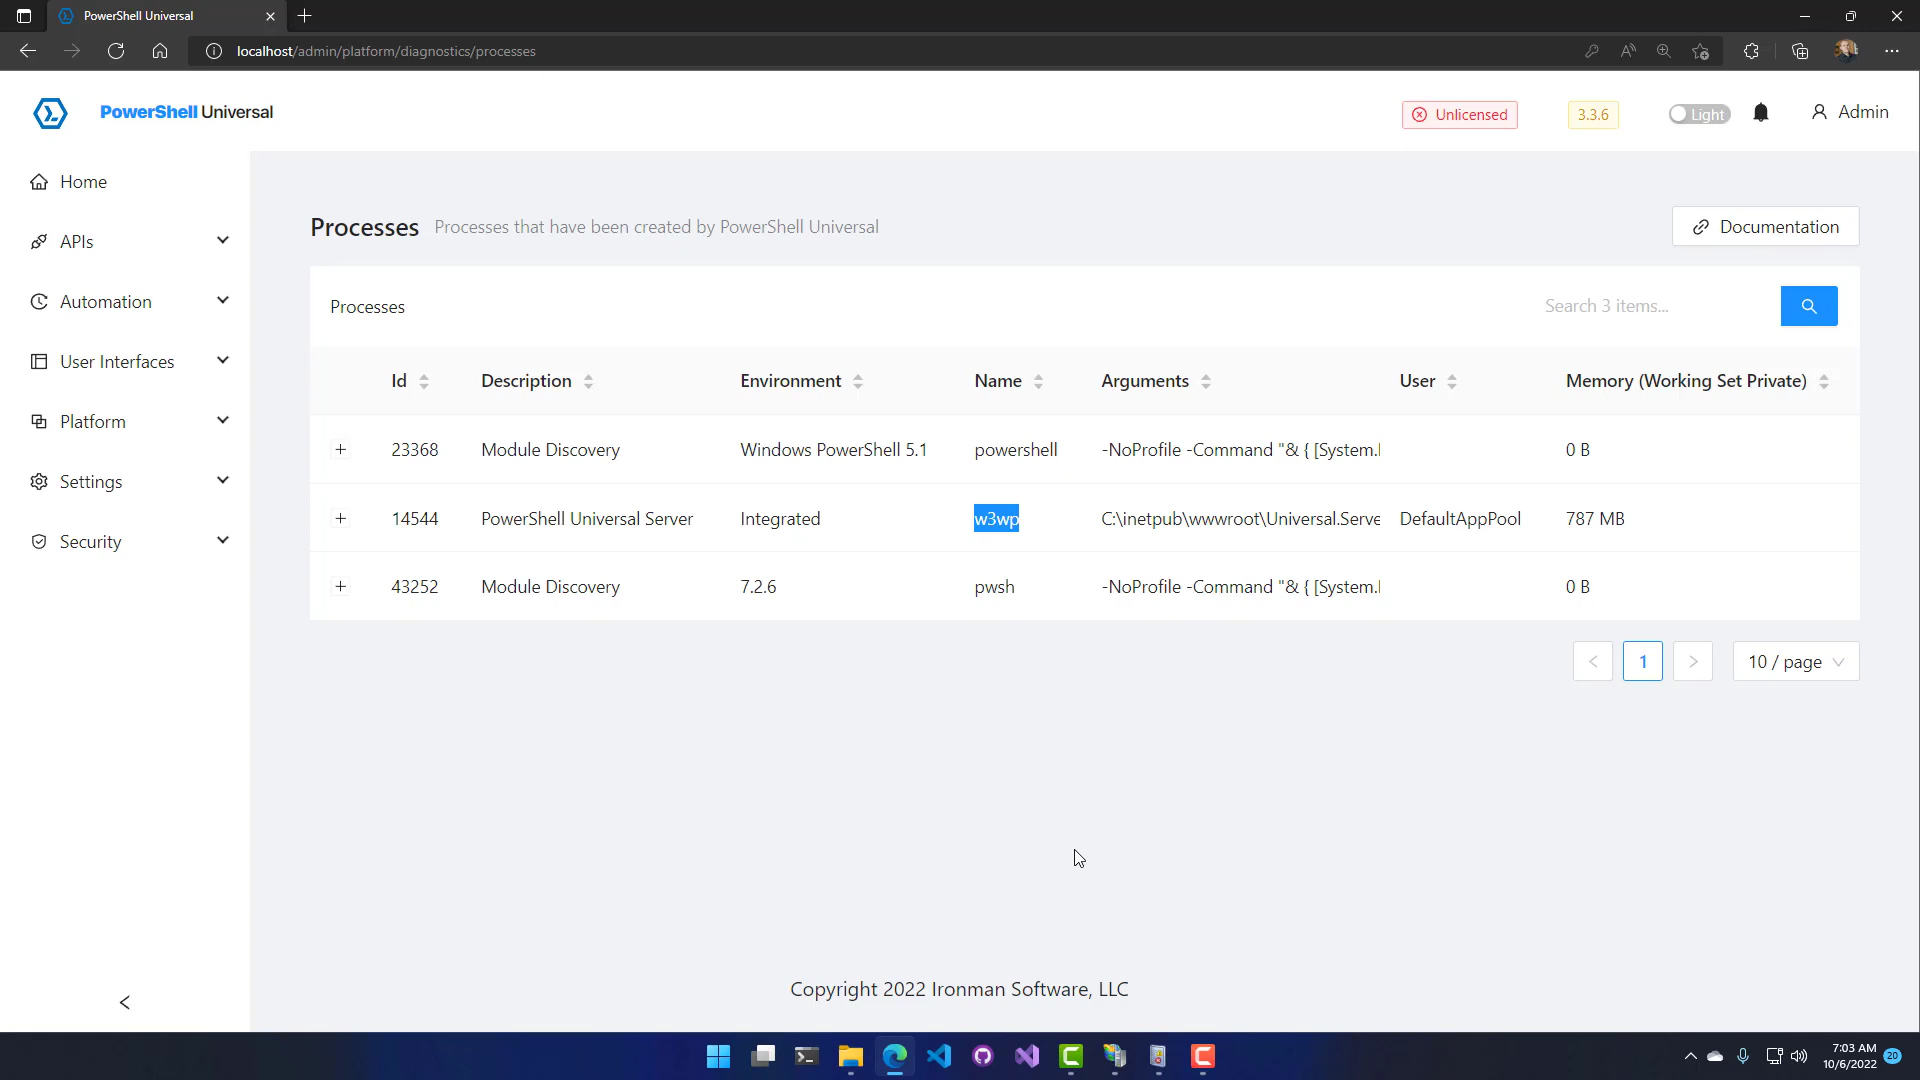 PowerShell Universal
localhost/admin/platform/diagnostics/processes
PowerShell Universal
Unlicensed
3.3.6
Light
Admin
Home
APIs
Automation
User Interfaces
Platform
Settings
Security
Processes Processes that have been created by PowerShell Universal
Documentation
Processes
Search 3 items...
Id Description Environment Name Arguments User Memory (Working Set Private)
23368 Module Discovery Windows PowerShell 5.1 powershell -NoProfile -Command "& { [System. 0 B
14544 PowerShell Universal Server Integrated w3wp C:\inetpub\wwwroot\Universal.Serve DefaultAppPool 787 MB
43252 Module Discovery 7.2.6 pwsh -NoProfile -Command "& { [System. 0 B
1
10 / page
Copyright 2022 Ironman Software, LLC
7:03 AM
10/6/2022
20